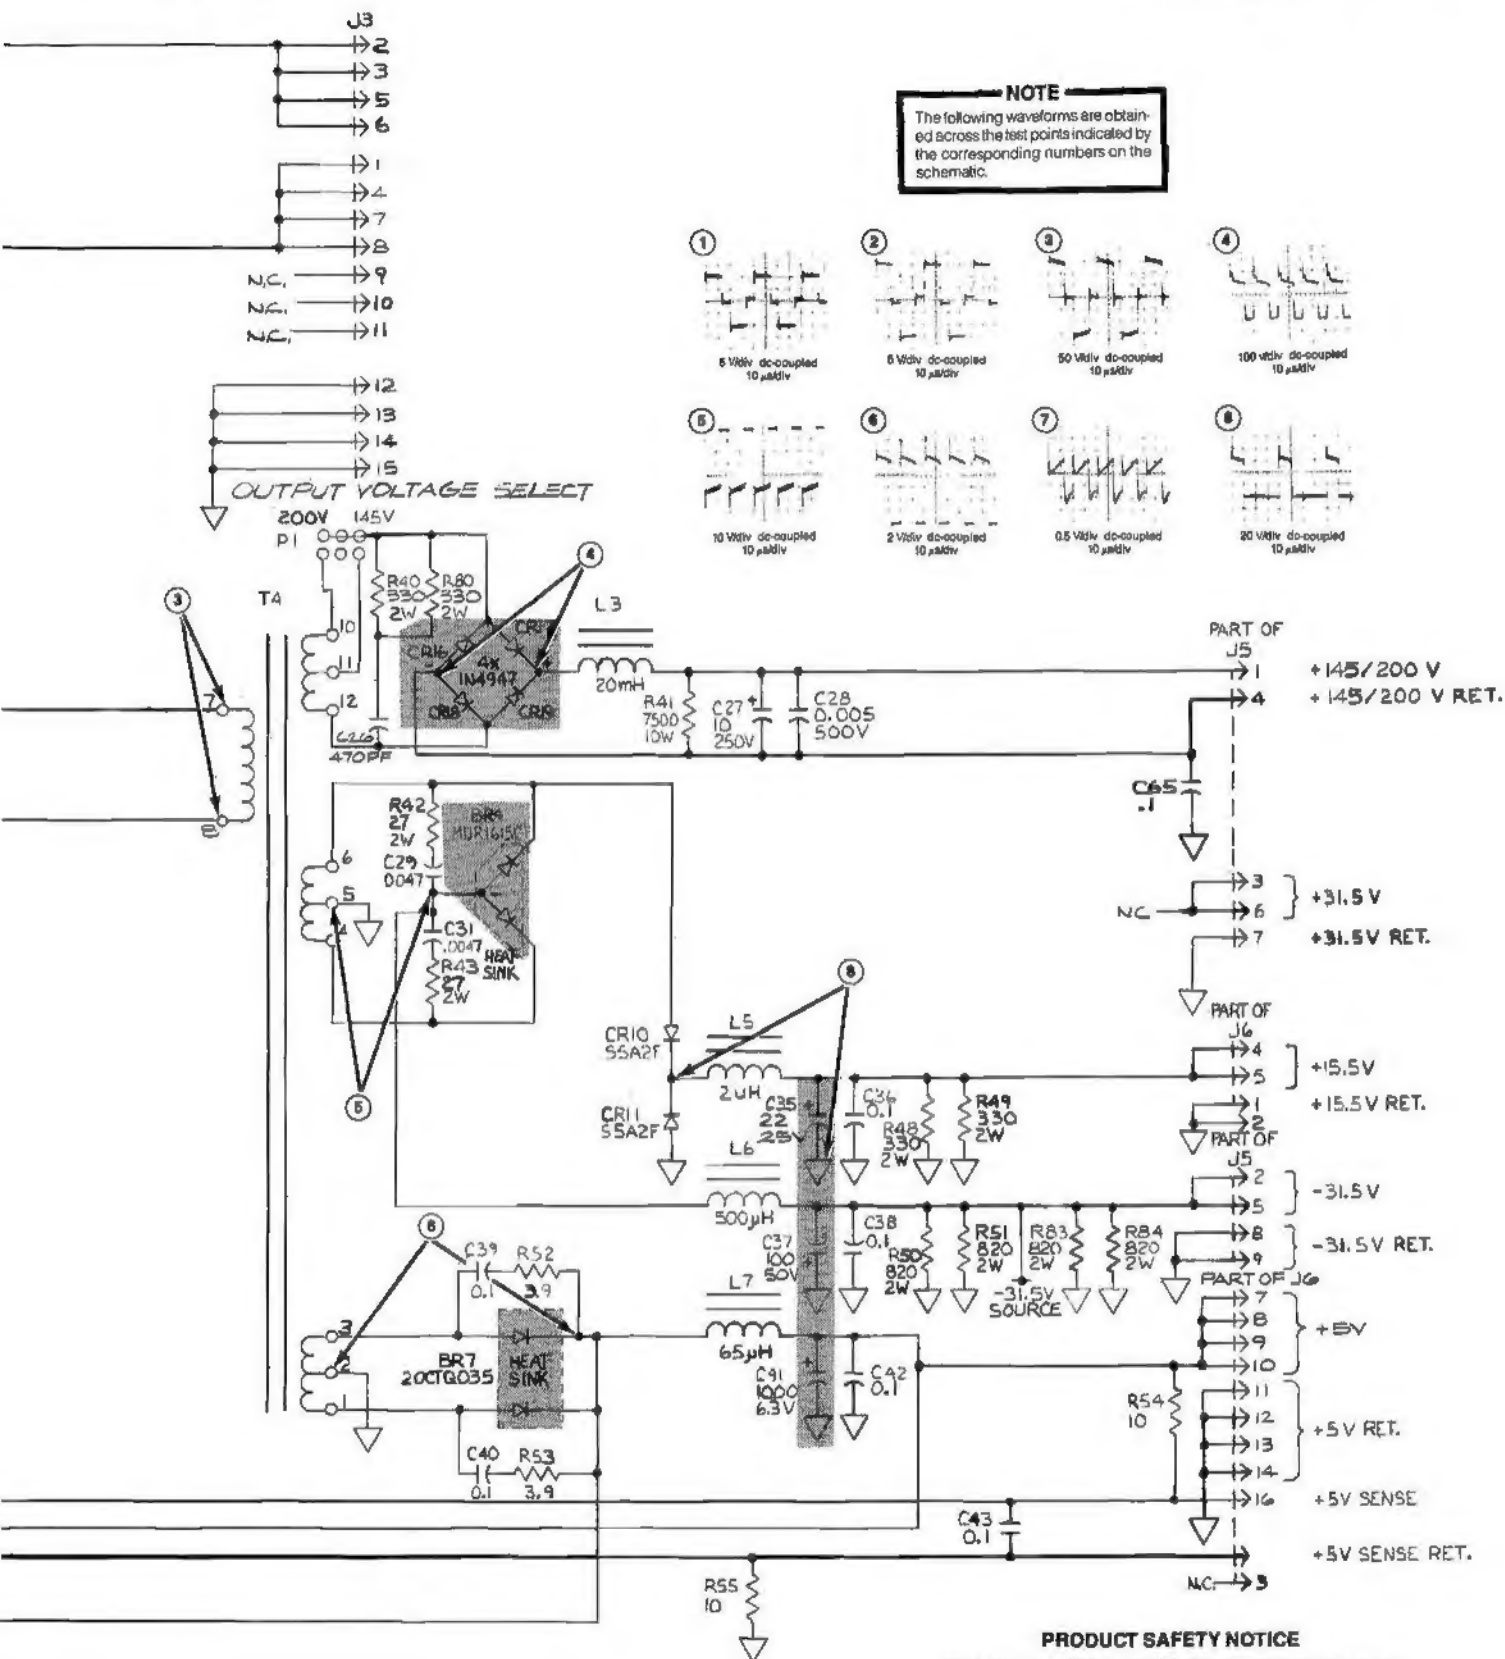 J3
2
3
5
6
1
4
7
8
N.C. 9
N.C. 10
N.C. 11
12
13
14
15
NOTE
The following waveforms are obtain-
ed across the test points indicated by
the corresponding numbers on the
schematic.
1
5 V/div dc-coupled
10 µs/div
2
5 V/div dc-coupled
10 µs/div
3
50 V/div dc-coupled
10 µs/div
4
100 V/div dc-coupled
10 µs/div
5
10 V/div dc-coupled
10 µs/div
6
2 V/div dc-coupled
10 µs/div
7
0.5 V/div dc-coupled
10 µs/div
8
20 V/div dc-coupled
10 µs/div
OUTPUT VOLTAGE SELECT
200V 145V
P1
3
T4
7
8
10
11
12
R40
330
2W
R80
330
2W
C26
470PF
CR16
CR17
4X
1N4947
CR18
CR19
4
L3
20mH
R41
7500
10W
C27
10
250V
C28
0.005
500V
PART OF
J5
1 +145/200 V
4 +145/200 V RET.
C65
.1
NC
3
6
+31.5V
7 +31.5V RET.
6
5
4
R42
27
2W
C29
.0047
C31
.0047
R43
27
2W
HEAT
SINK
5
8
CR10
S5A2F
CR11
S5A2F
L5
2uH
C35
22
C36
0.1
R48
330
2W
R49
330
2W
PART OF
J6
4
5
+15.5V
1
2
+15.5V RET.
L6
500µH
C37
100
50V
C38
0.1
R50
820
2W
R51
820
2W
-31.5V
SOURCE
R83
820
2W
R84
820
2W
PART OF
J5
2
5
-31.5V
8
9
-31.5V RET.
6
C39
0.1
R52
3.9
3
2
1
BR7
20CTQ035
HEAT
SINK
C40
0.1
R53
3.9
L7
65µH
C41
1000
6.3V
C42
0.1
PART OF J6
7
8
9
10
+5V
R54
10
11
12
13
14
+5V RET.
16 +5V SENSE
C43
0.1
+5V SENSE RET.
N.C. 3
R55
10
PRODUCT SAFETY NOTICE